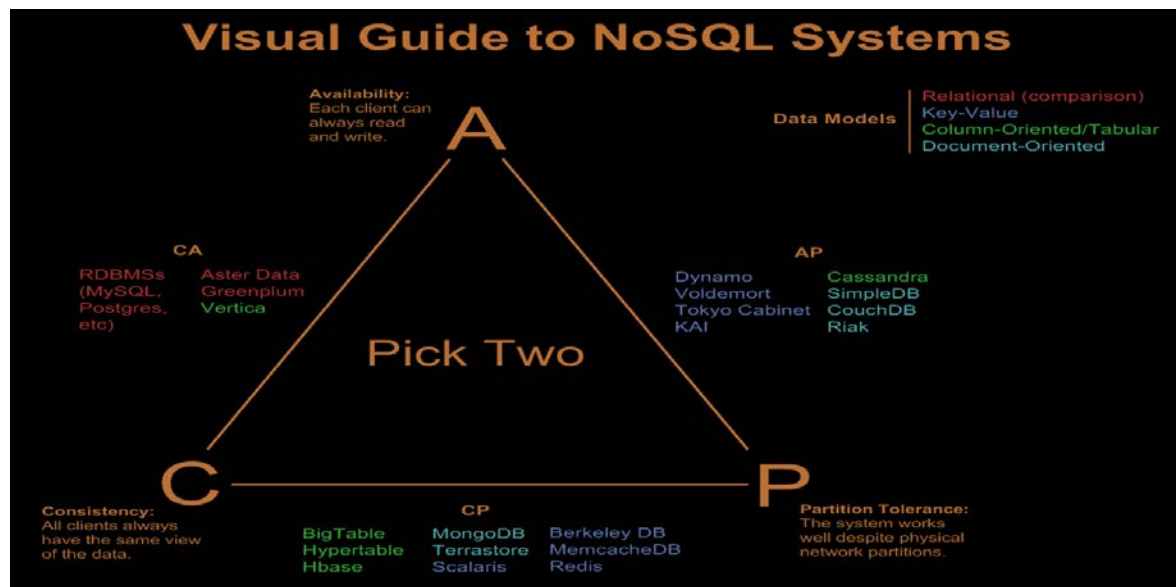 Visual Guide to NoSQL Systems
Availability:
Each client can
always read
and write.
A
Data Models
Relational (comparison)
Key-Value
Column-Oriented/Tabular
Document-Oriented
CA
RDBMSs
(MySQL,
Postgres,
etc)
Aster Data
Greenplum
Vertica
AP
Dynamo
Voldemort
Tokyo Cabinet
KAI
Cassandra
SimpleDB
CouchDB
Riak
Pick Two
C
P
Consistency:
All clients always
have the same view
of the data.
CP
BigTable
Hypertable
Hbase
MongoDB
Terrastore
Scalaris
Berkeley DB
MemcacheDB
Redis
Partition Tolerance:
The system works
well despite physical
network partitions.